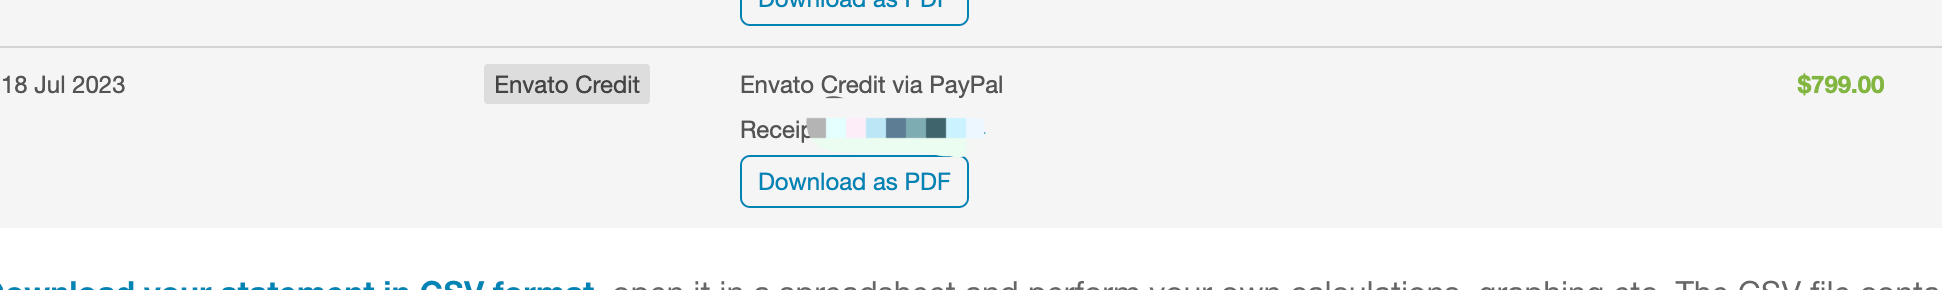 Download as PDF
18 Jul 2023 Envato Credit Envato Credit via PayPal $799.00
Receip
Download as PDF
Download your statement in CSV format, open it in a spreadsheet and perform your own calculations, graphing etc. The CSV file conta